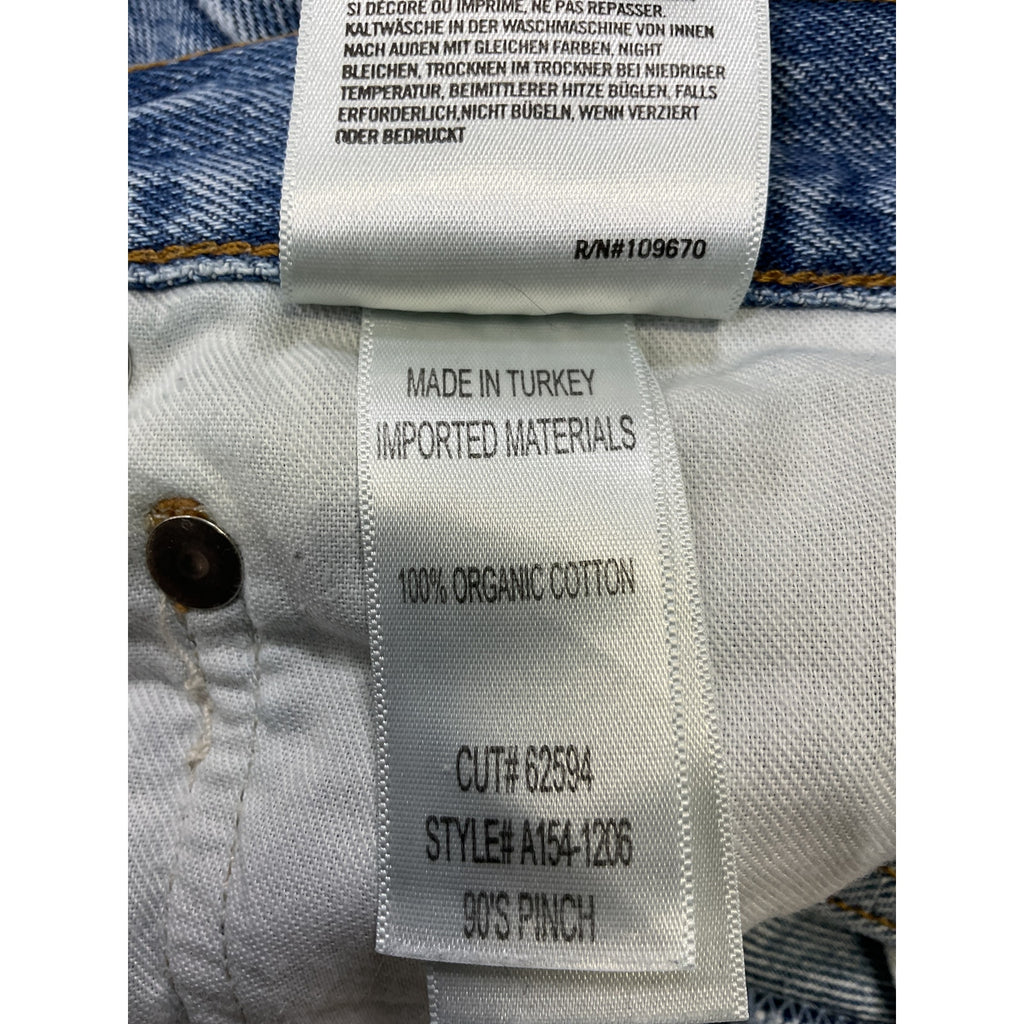 SI DÉCORÉ OU IMPRIMÉ, NE PAS REPASSER.
KALTWÄSCHE IN DER WASCHMASCHINE VON INNEN
NACH AUßEN MIT GLEICHEN FARBEN, NIGHT
BLEICHEN, TROCKNEN IM TROCKNER BEI NIEDRIGER
TEMPERATUR, BEIMITTLERER HITZE BÜGLEN, FALLS
ERFORDERLICH,NICHT BÜGELN, WENN VERZIERT
ODER BEDRUCKT
R/N#109670
MADE IN TURKEY
IMPORTED MATERIALS
100% ORGANIC COTTON
CUT# 62594
STYLE# A154-1206
90'S PINCH